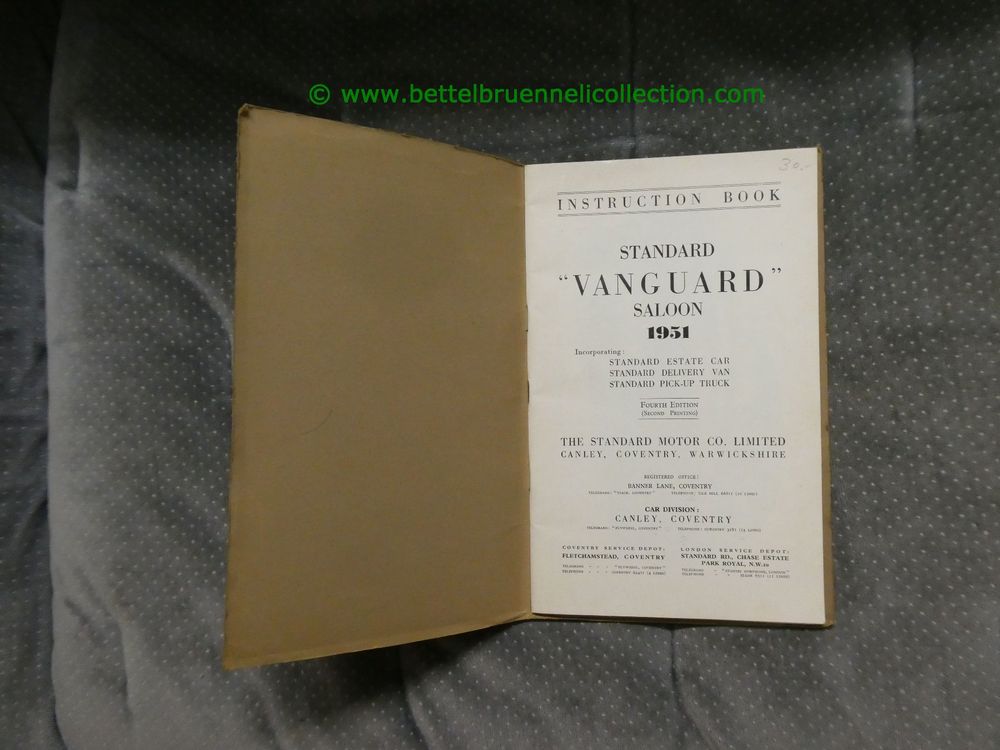 © www.bettelbruennelicollection.com
30.-
INSTRUCTION BOOK
STANDARD
“VANGUARD”
SALOON
1951
Incorporating:
STANDARD ESTATE CAR
STANDARD DELIVERY VAN
STANDARD PICK-UP TRUCK
FOURTH EDITION
(SECOND PRINTING)
THE STANDARD MOTOR CO. LIMITED
CANLEY, COVENTRY, WARWICKSHIRE
REGISTERED OFFICE:
BANNER LANE, COVENTRY
CAR DIVISION:
CANLEY, COVENTRY
COVENTRY SERVICE DEPOT:
FLETCHAMSTEAD, COVENTRY
LONDON SERVICE DEPOT:
STANDARD RD., CHASE ESTATE
PARK ROYAL, N.W.10